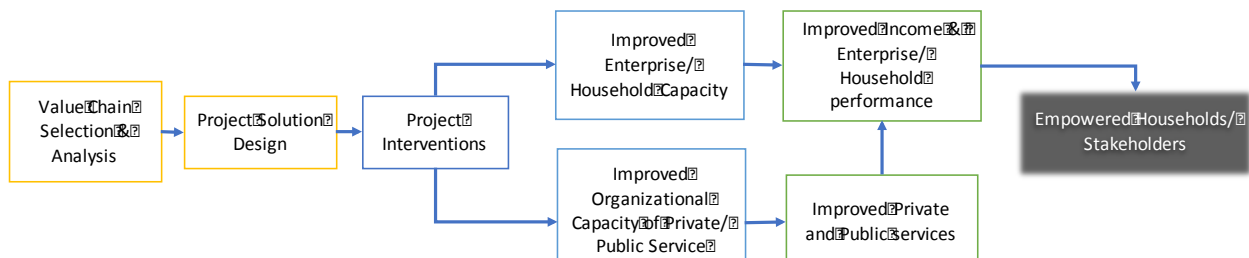 Value Chain
Selection &
Analysis
Project Solution
Design
Project
Interventions
Improved
Enterprise/
Household Capacity
Improved
Organizational
Capacity of Private/
Public Service
Improved Income &
Enterprise/
Household
performance
Improved Private
and Public services
Empowered Households/
Stakeholders